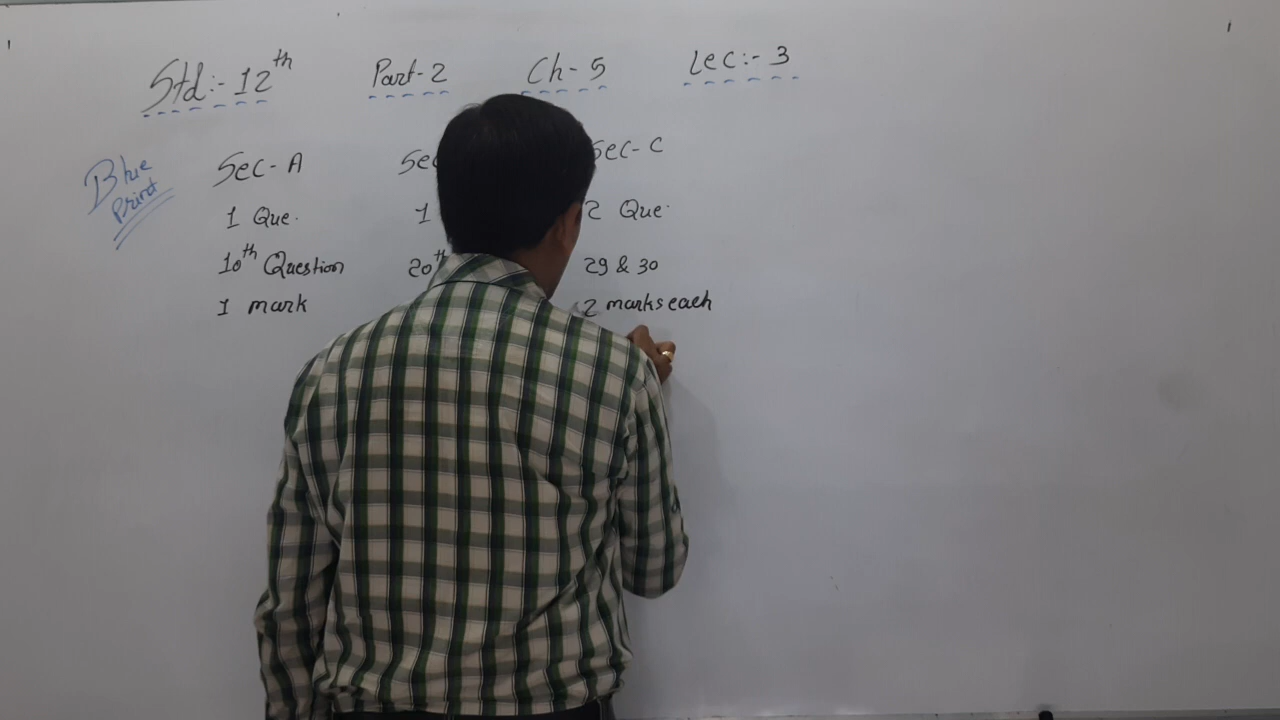 Std:- 12th Part-2 Ch-5 Lec:- 3
Blue
Print
Sec-A Sec Sec-C
1 Que. 1 2 Que.
10th Question 20th 29 & 30
1 mark 2 marks each